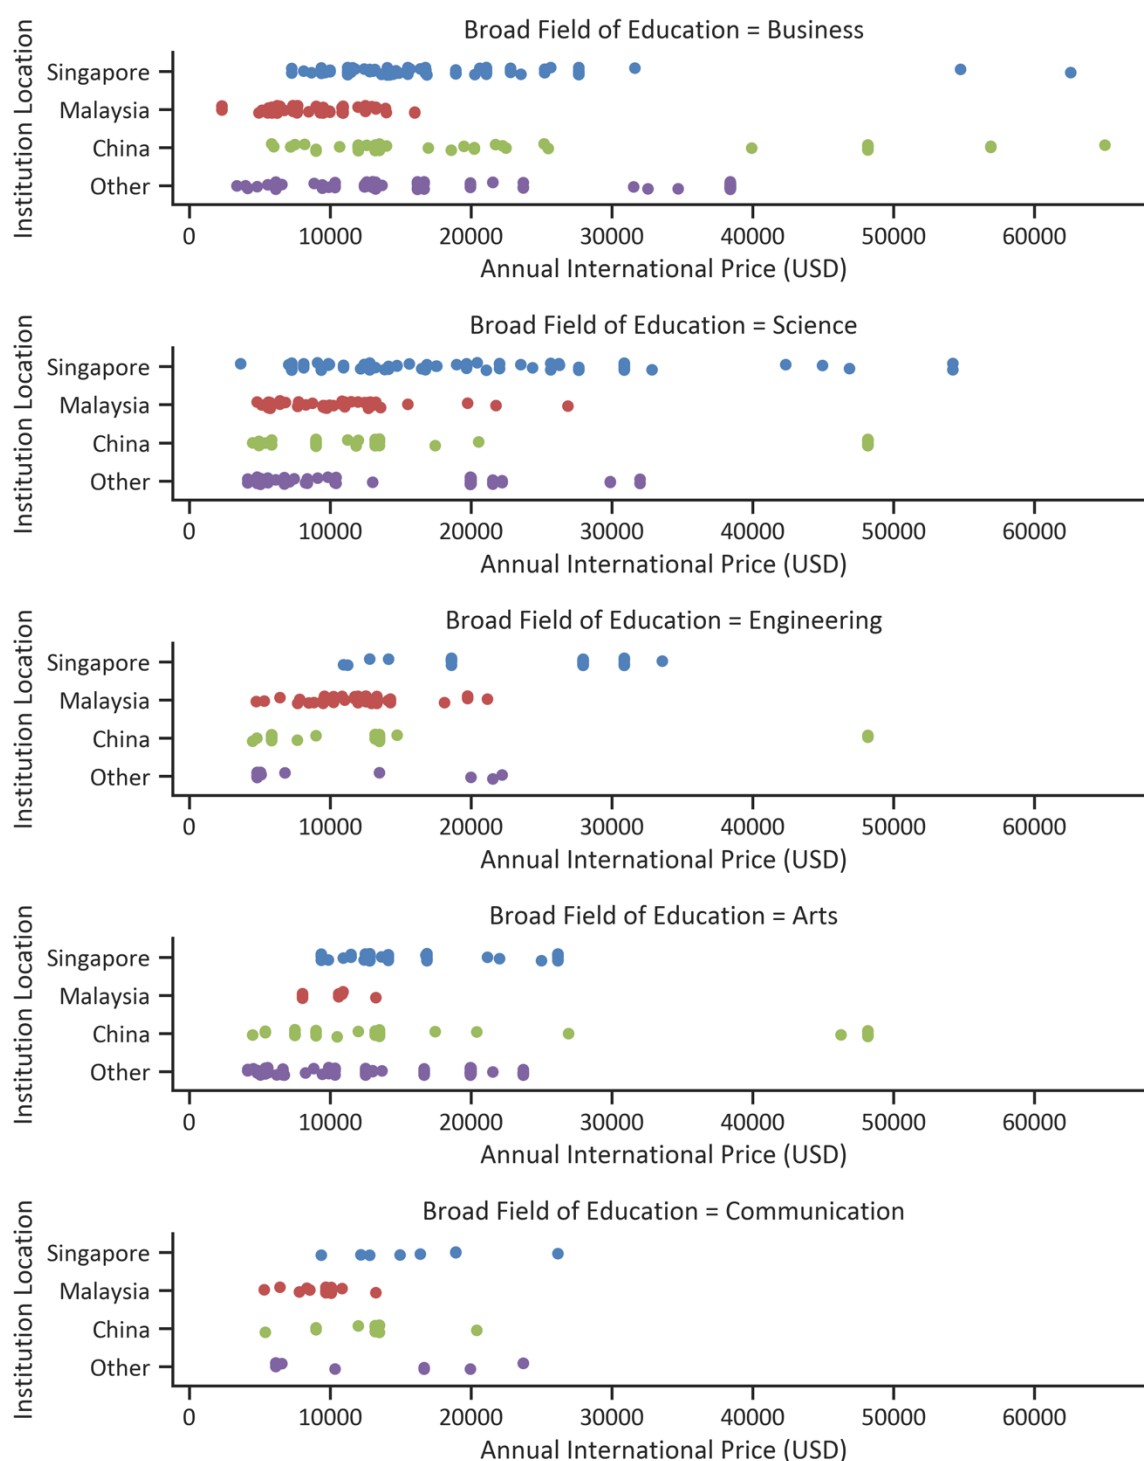 Broad Field of Education = Business
Institution Location
Singapore
Malaysia
China
Other
0 10000 20000 30000 40000 50000 60000
Annual International Price (USD)
Broad Field of Education = Science
Institution Location
Singapore
Malaysia
China
Other
0 10000 20000 30000 40000 50000 60000
Annual International Price (USD)
Broad Field of Education = Engineering
Institution Location
Singapore
Malaysia
China
Other
0 10000 20000 30000 40000 50000 60000
Annual International Price (USD)
Broad Field of Education = Arts
Institution Location
Singapore
Malaysia
China
Other
0 10000 20000 30000 40000 50000 60000
Annual International Price (USD)
Broad Field of Education = Communication
Institution Location
Singapore
Malaysia
China
Other
0 10000 20000 30000 40000 50000 60000
Annual International Price (USD)